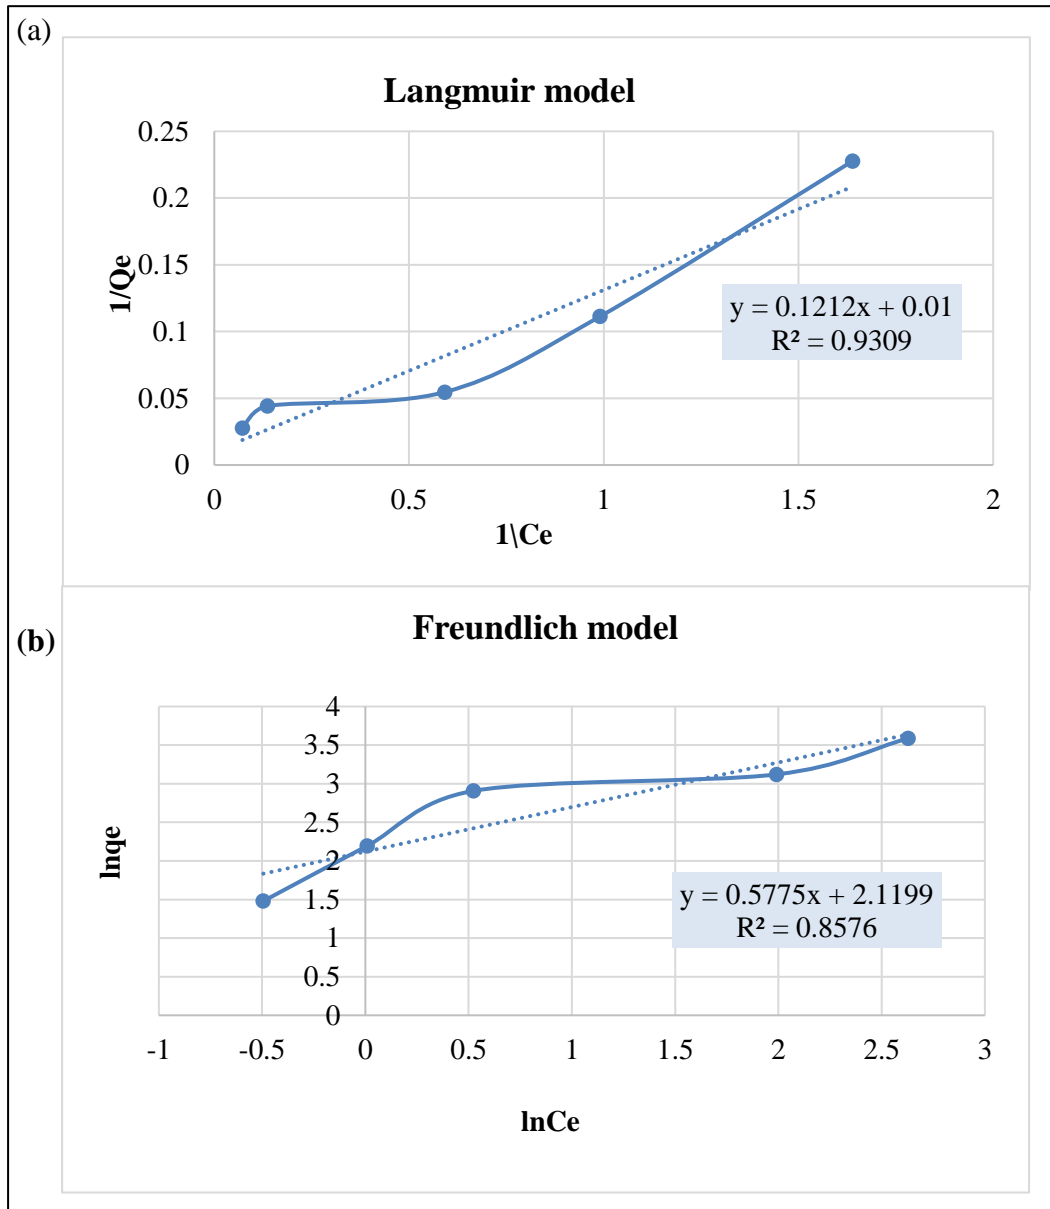 (a)
Langmuir model
0.25
0.2
0.15
0.1
0.05
0
1/Qe
y = 0.1212x + 0.01
R² = 0.9309
0 0.5 1 1.5 2
1\Ce
(b)
Freundlich model
4
3.5
3
2.5
2
1.5
1
0.5
0
lnqe
y = 0.5775x + 2.1199
R² = 0.8576
-1 -0.5 0 0.5 1 1.5 2 2.5 3
lnCe